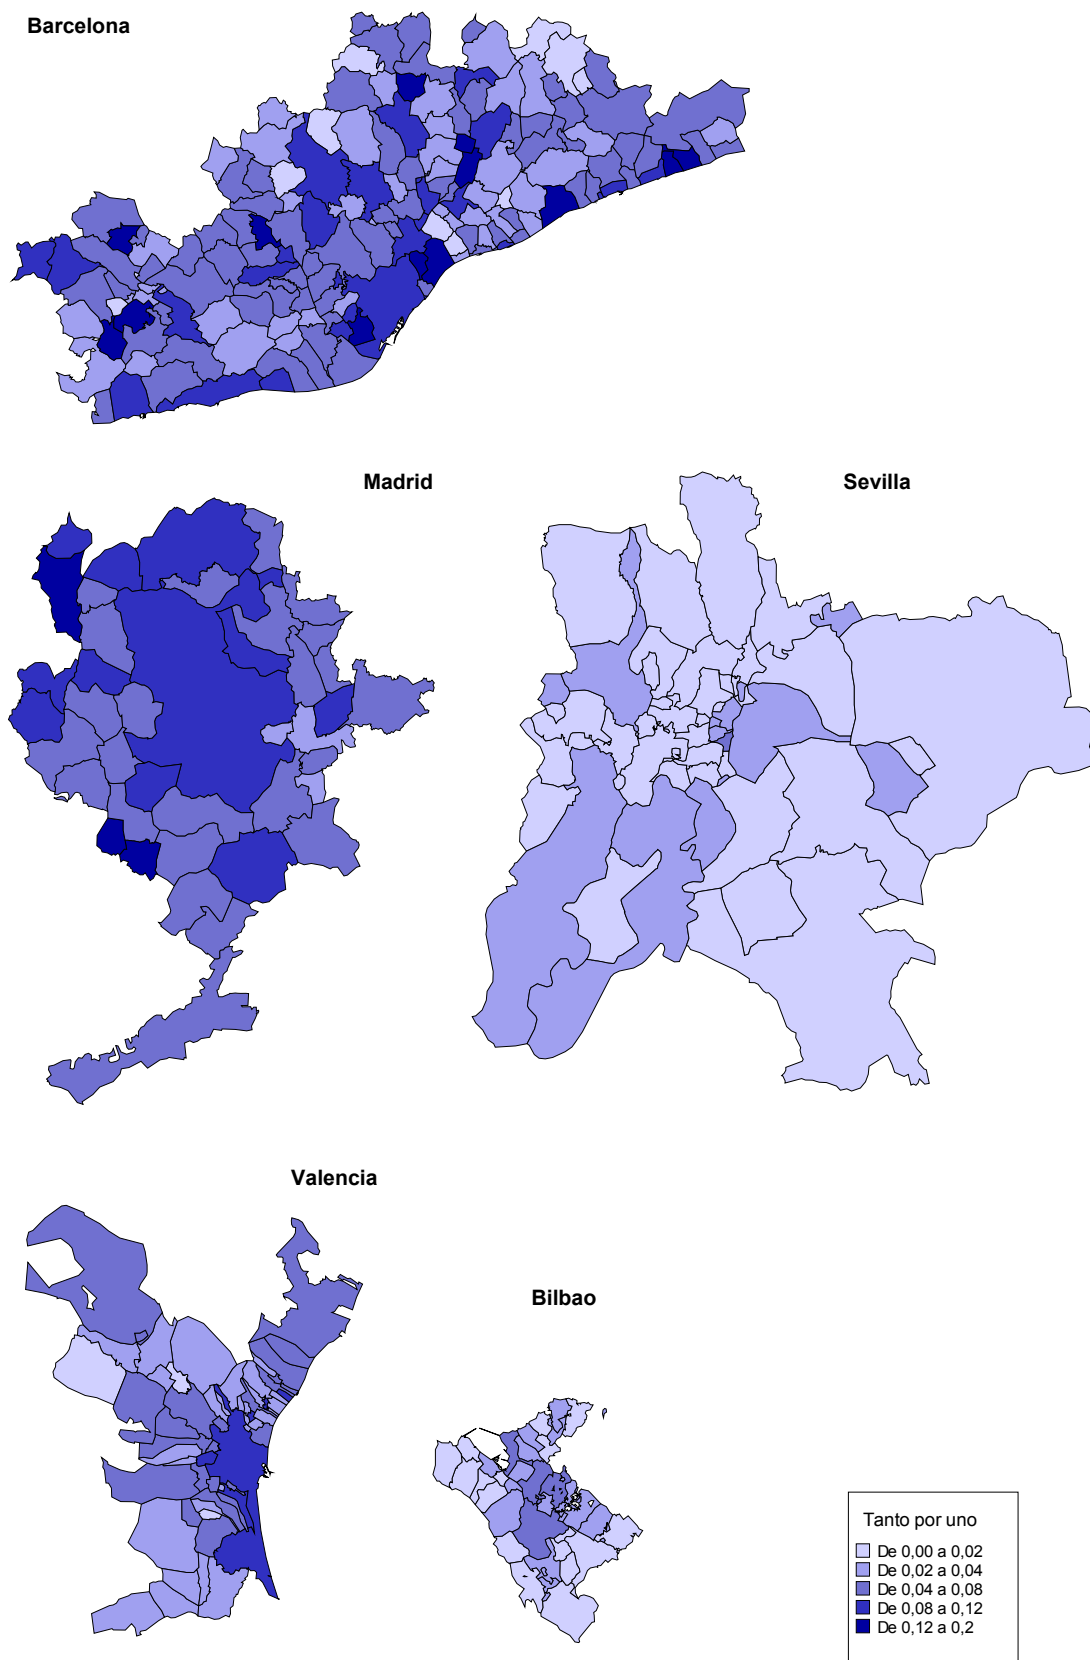 Barcelona
Madrid
Sevilla
Valencia
Bilbao
Tanto por uno
De 0,00 a 0,02
De 0,02 a 0,04
De 0,04 a 0,08
De 0,08 a 0,12
De 0,12 a 0,2